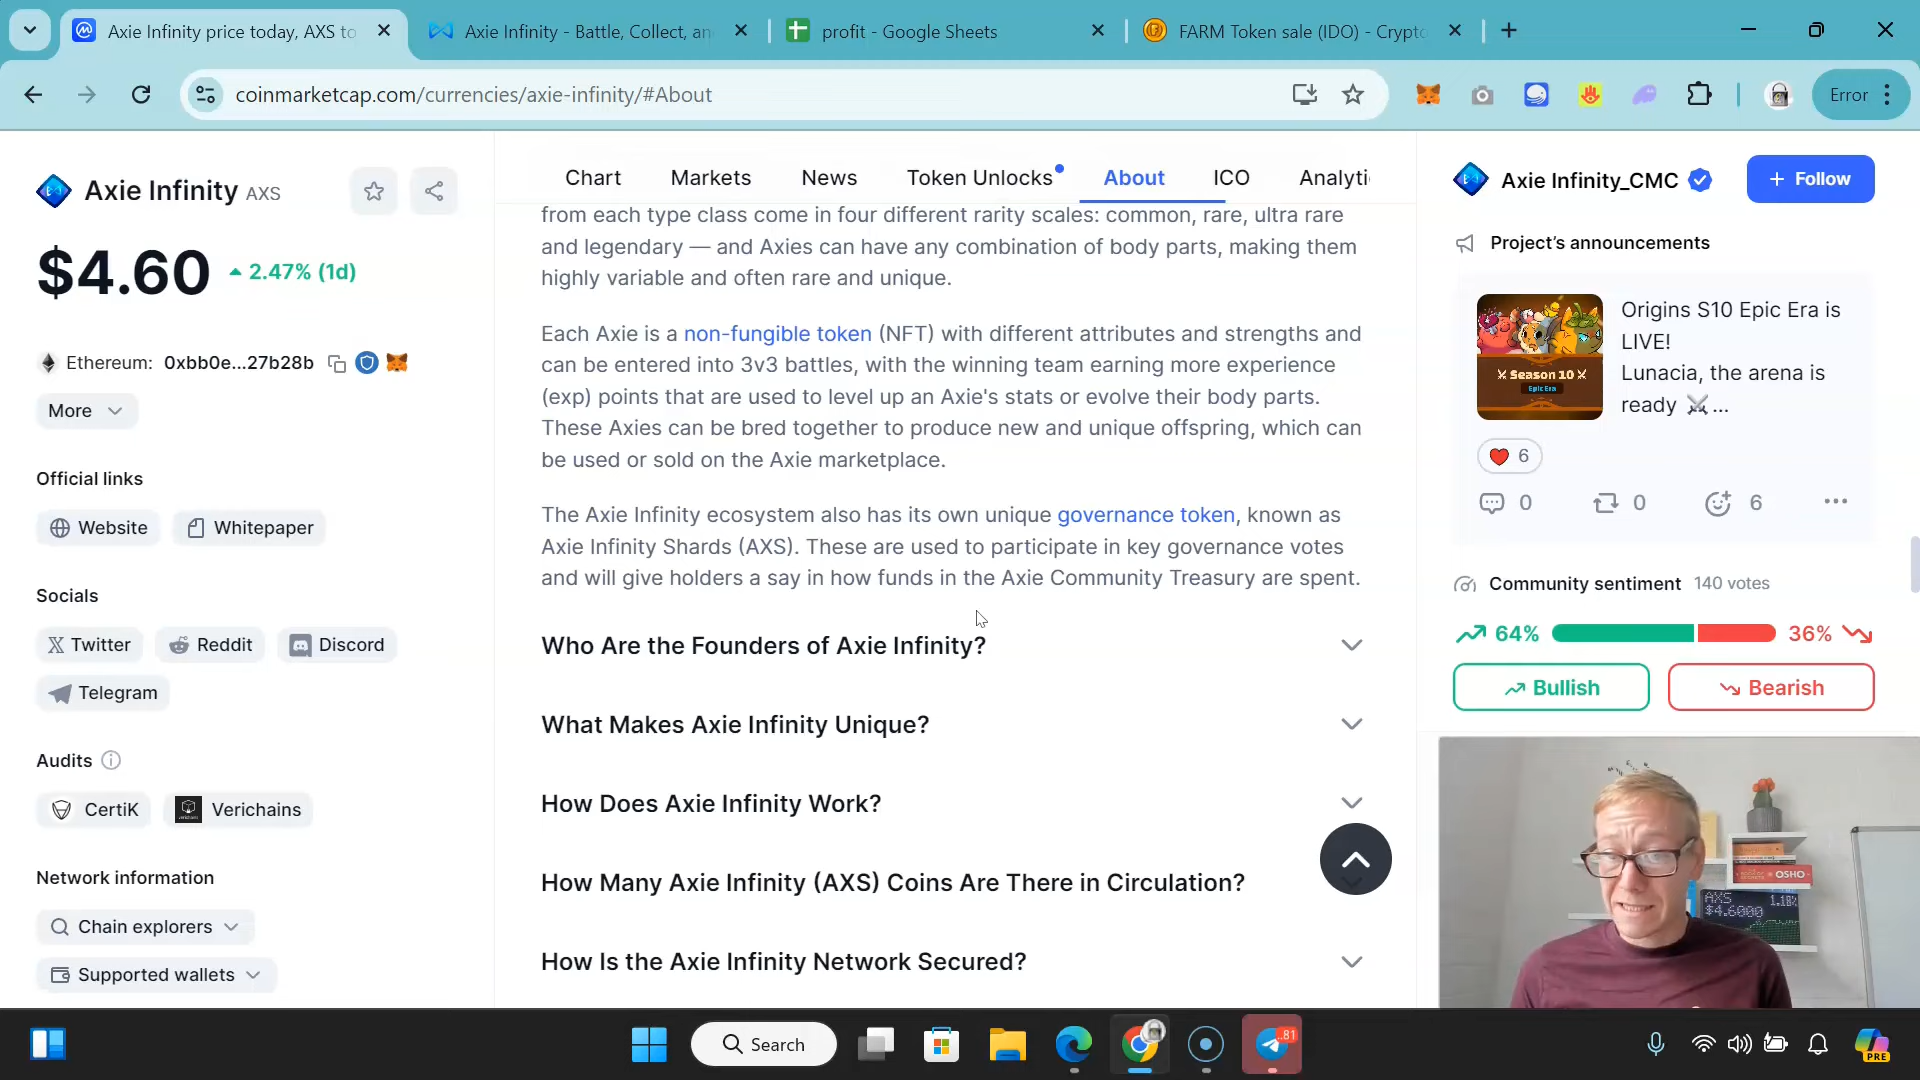 Axie Infinity price today, AXS to
Axie Infinity - Battle, Collect, an
profit - Google Sheets
FARM Token sale (IDO) - Crypto
coinmarketcap.com/currencies/axie-infinity/#About
Error
Axie Infinity AXS
$4.60 2.47% (1d)
Ethereum: 0xbb0e...27b28b
More
Official links
Website
Whitepaper
Socials
Twitter
Reddit
Discord
Telegram
Audits
CertiK
Verichains
Network information
Chain explorers
Supported wallets
Chart Markets News Token Unlocks About ICO Analyti
from each type class come in four different rarity scales: common, rare, ultra rare
and legendary — and Axies can have any combination of body parts, making them
highly variable and often rare and unique.
Each Axie is a non-fungible token (NFT) with different attributes and strengths and
can be entered into 3v3 battles, with the winning team earning more experience
(exp) points that are used to level up an Axie's stats or evolve their body parts.
These Axies can be bred together to produce new and unique offspring, which can
be used or sold on the Axie marketplace.
The Axie Infinity ecosystem also has its own unique governance token, known as
Axie Infinity Shards (AXS). These are used to participate in key governance votes
and will give holders a say in how funds in the Axie Community Treasury are spent.
Who Are the Founders of Axie Infinity?
What Makes Axie Infinity Unique?
How Does Axie Infinity Work?
How Many Axie Infinity (AXS) Coins Are There in Circulation?
How Is the Axie Infinity Network Secured?
Axie Infinity_CMC
+ Follow
Project's announcements
Season 10
Epic Era
Origins S10 Epic Era is
LIVE!
Lunacia, the arena is
ready ⚔️...
6
0 0 6
Community sentiment 140 votes
64% 36%
Bullish
Bearish
OSHO
AXS 1.18%
$4.6000
Search
..81
PRE